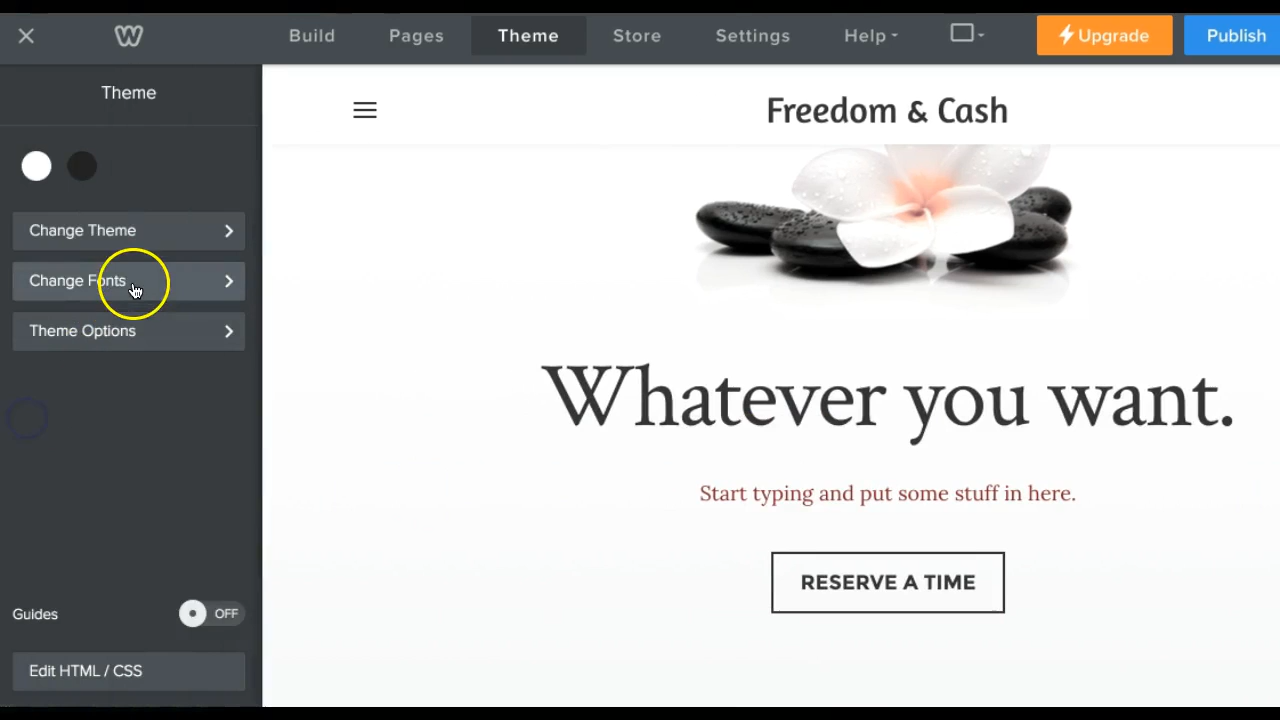 Build Pages Theme Store Settings Help Upgrade Publish
Theme
Change Theme
Change Fonts
Theme Options
Guides OFF
Edit HTML / CSS
Freedom & Cash
Whatever you want.
Start typing and put some stuff in here.
RESERVE A TIME